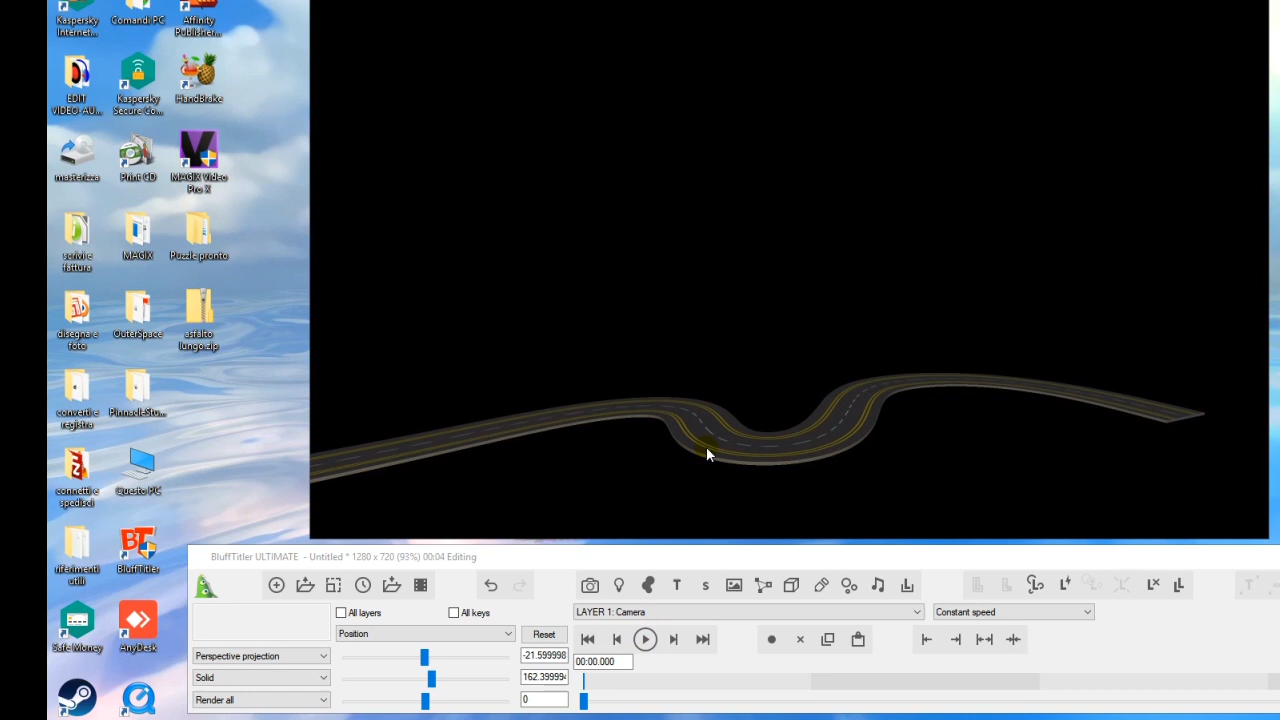 Kaspersky
Internet...
Comandi PC
Affinity
Publisher...
EDIT
VIDEO-AU...
Kaspersky
Secure Co...
HandBrake
masterizza
Print CD
MAGIX Video
Pro X
scrivi e
fattura
MAGIX
Puzzle pronto
disegna e
foto
OuterSpace
asfalto
lungo.zip
converti e
registra
PinnacleStu...
connetti e
spedisci
Questo PC
riferimenti
utili
BluffTitler
Safe Money
AnyDesk
BluffTitler ULTIMATE - Untitled * 1280 x 720 (93%) 00:04 Editing
All layers
All keys
LAYER 1: Camera
Constant speed
Position
Reset
Perspective projection
-21.599998
00:00.000
Solid
162.399994
Render all
0